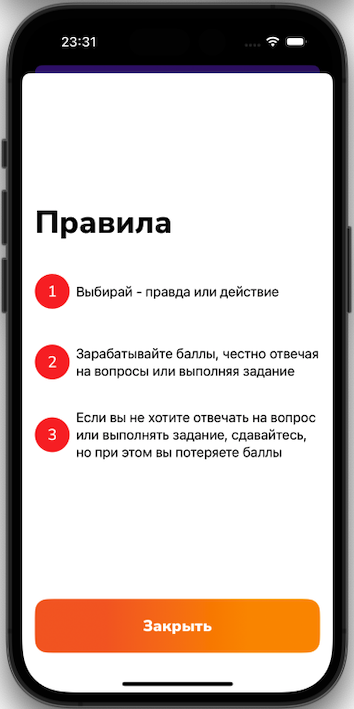 23:31
Правила
1
Выбирай - правда или действие
2
Зарабатывайте баллы, честно отвечая
на вопросы или выполняя задание
3
Если вы не хотите отвечать на вопрос
или выполнять задание, сдавайтесь,
но при этом вы потеряете баллы
Закрыть